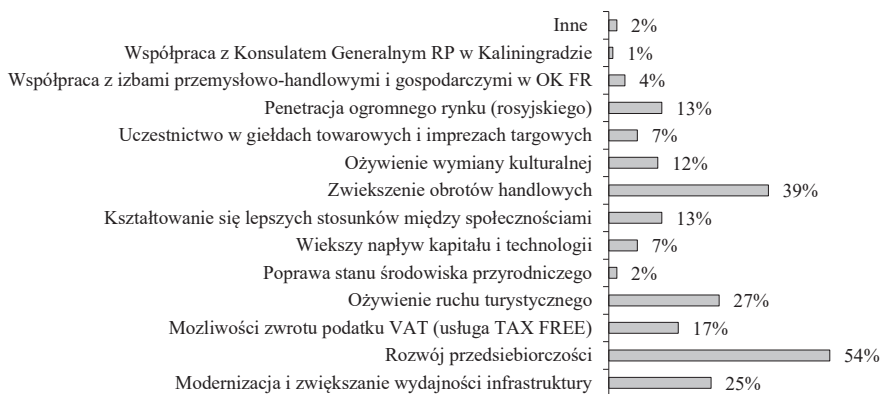 Inne 2%
Współpraca z Konsulatem Generalnym RP w Kaliningradzie 1%
Współpraca z izbami przemysłowo-handlowymi i gospodarczymi w OK FR 4%
Penetracja ogromnego rynku (rosyjskiego) 13%
Uczestnictwo w giełdach towarowych i imprezach targowych 7%
Ożywienie wymiany kulturalnej 12%
Zwiekszenie obrotów handlowych 39%
Kształtowanie się lepszych stosunków między społecznościami 13%
Wiekszy napływ kapitału i technologii 7%
Poprawa stanu środowiska przyrodniczego 2%
Ożywienie ruchu turystycznego 27%
Mozliwości zwrotu podatku VAT (usługa TAX FREE) 17%
Rozwój przedsiebiorczości 54%
Modernizacja i zwiększanie wydajności infrastruktury 25%